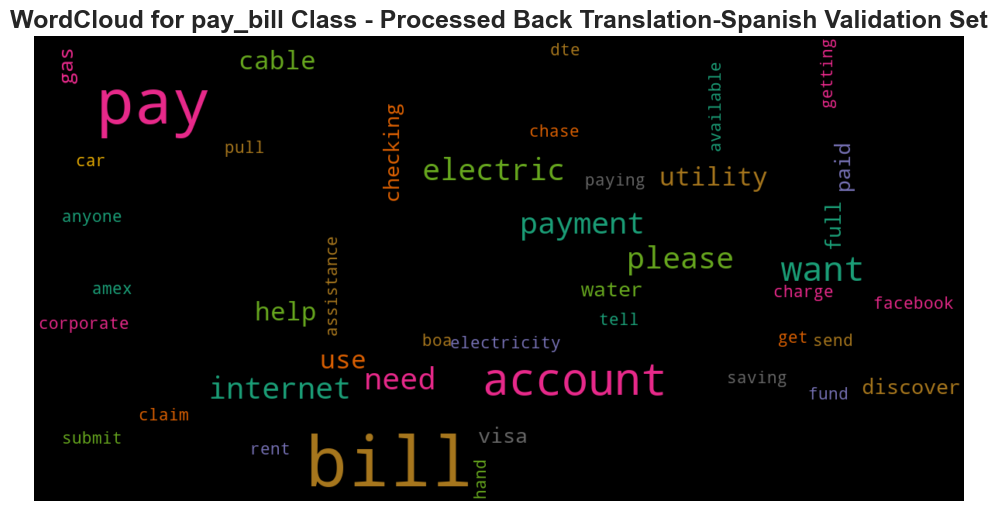 WordCloud for pay_bill Class - Processed Back Translation-Spanish Validation Set
gas
cable
dte
getting
pay
available
checking
chase
pull
car
electric
paying
utility
paid
anyone
full
payment
please
want
assistance
amex
water
charge
facebook
help
corporate
tell
boa
electricity
get
send
use
need
internet
account
saving
fund
discover
claim
submit
rent
bill
visa
hand